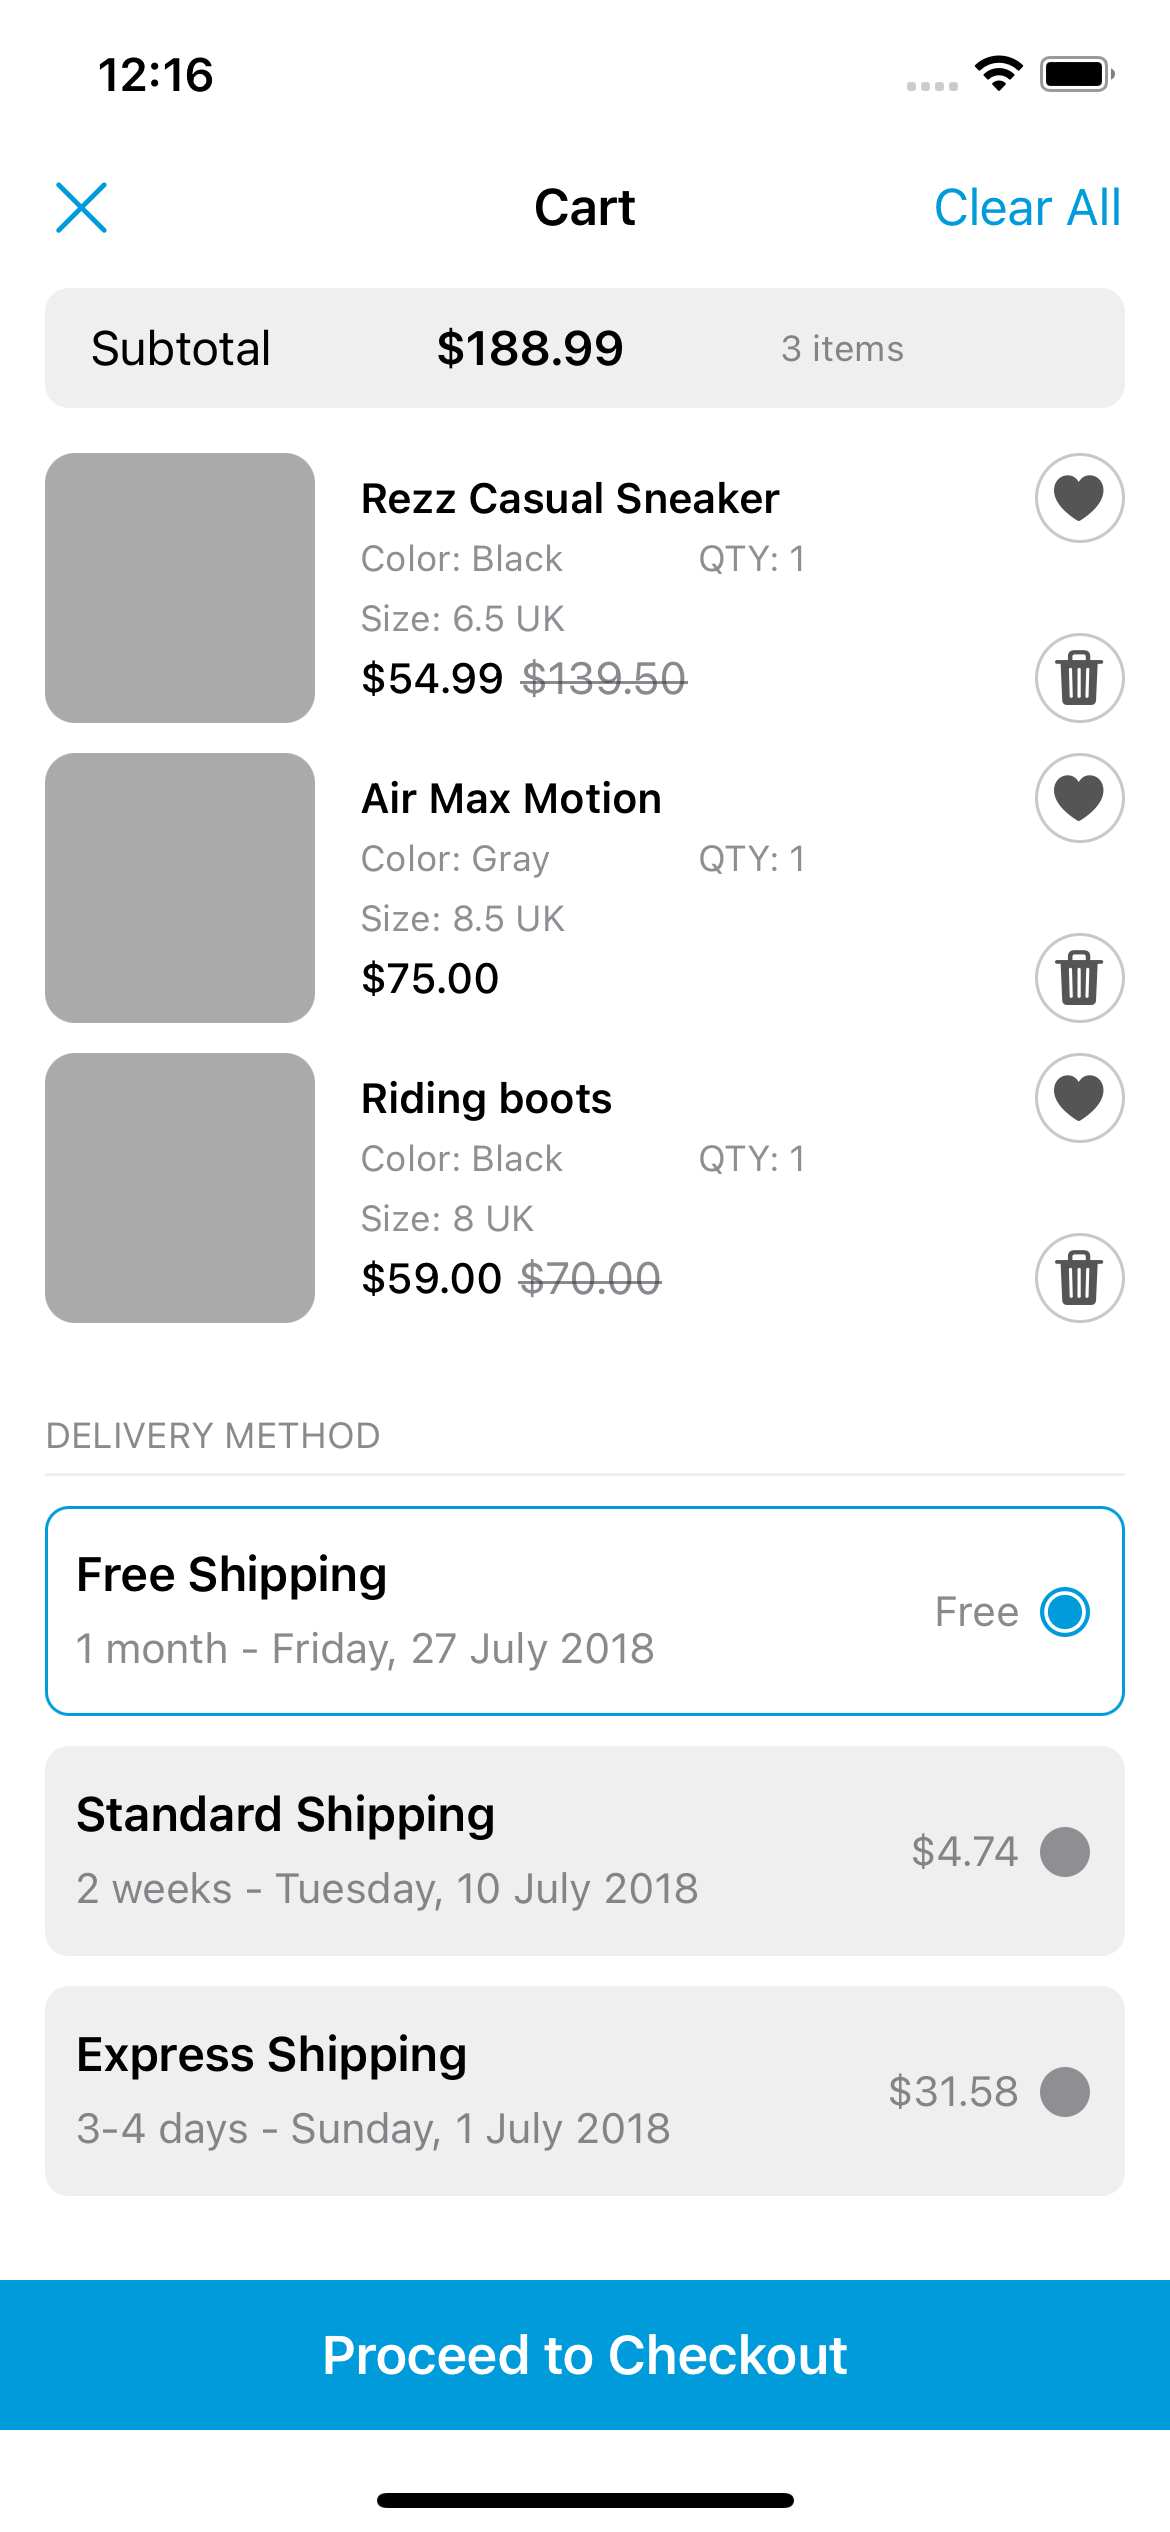 12:16
Cart
Clear All
Subtotal $188.99 3 items
Rezz Casual Sneaker
Color: Black QTY: 1
Size: 6.5 UK
$54.99 $139.50
Air Max Motion
Color: Gray QTY: 1
Size: 8.5 UK
$75.00
Riding boots
Color: Black QTY: 1
Size: 8 UK
$59.00 $70.00
DELIVERY METHOD
Free Shipping
1 month - Friday, 27 July 2018
Free
Standard Shipping
2 weeks - Tuesday, 10 July 2018
$4.74
Express Shipping
3-4 days - Sunday, 1 July 2018
$31.58
Proceed to Checkout